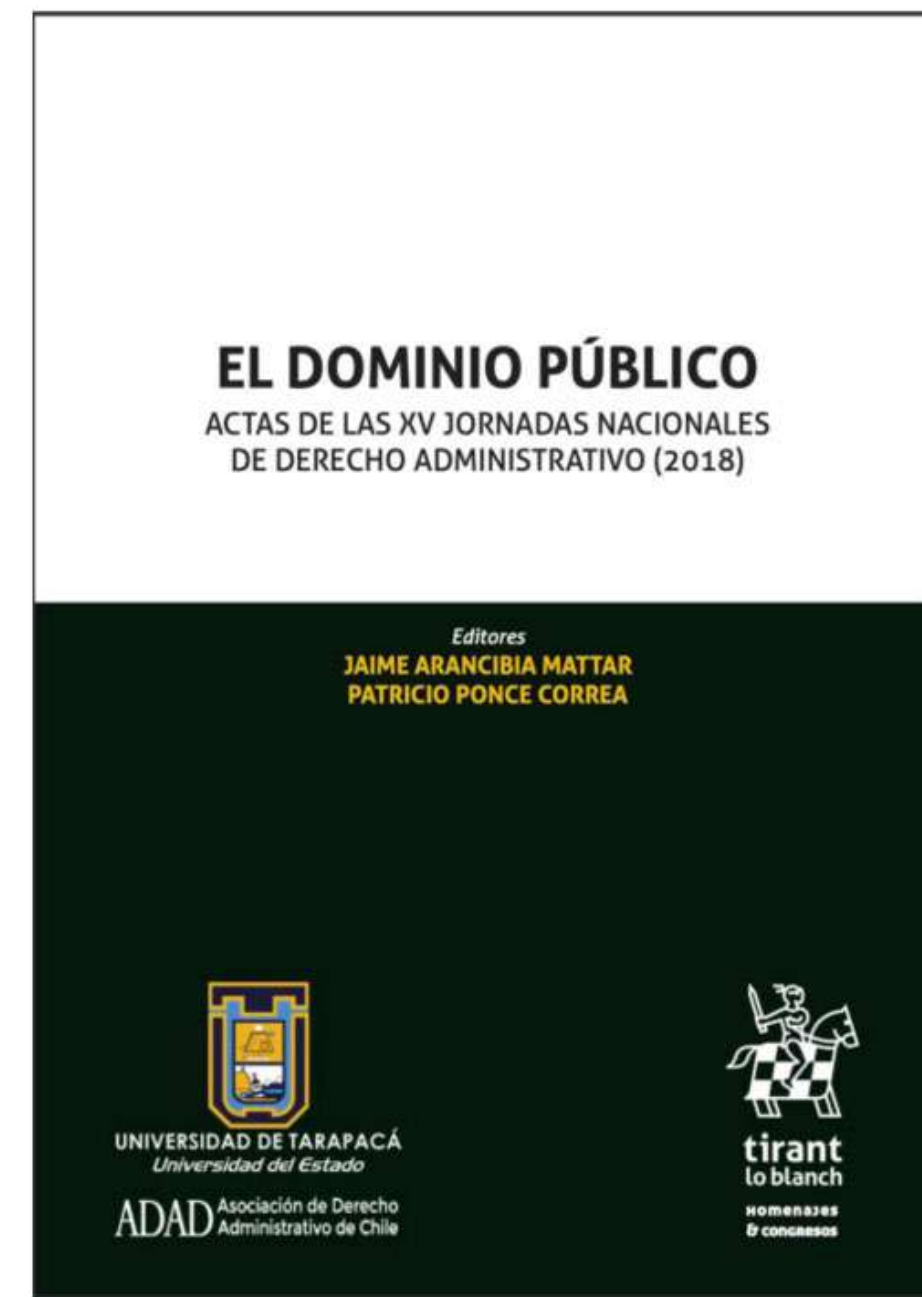 EL DOMINIO PÚBLICO
ACTAS DE LAS XV JORNADAS NACIONALES
DE DERECHO ADMINISTRATIVO (2018)
Editores
JAIME ARANCIBIA MATTAR
PATRICIO PONCE CORREA
UNIVERSIDAD DE TARAPACÁ
Universidad del Estado
ADAD Asociación de Derecho
Administrativo de Chile
tirant
lo blanch
HOMENAJES
& CONGRESOS